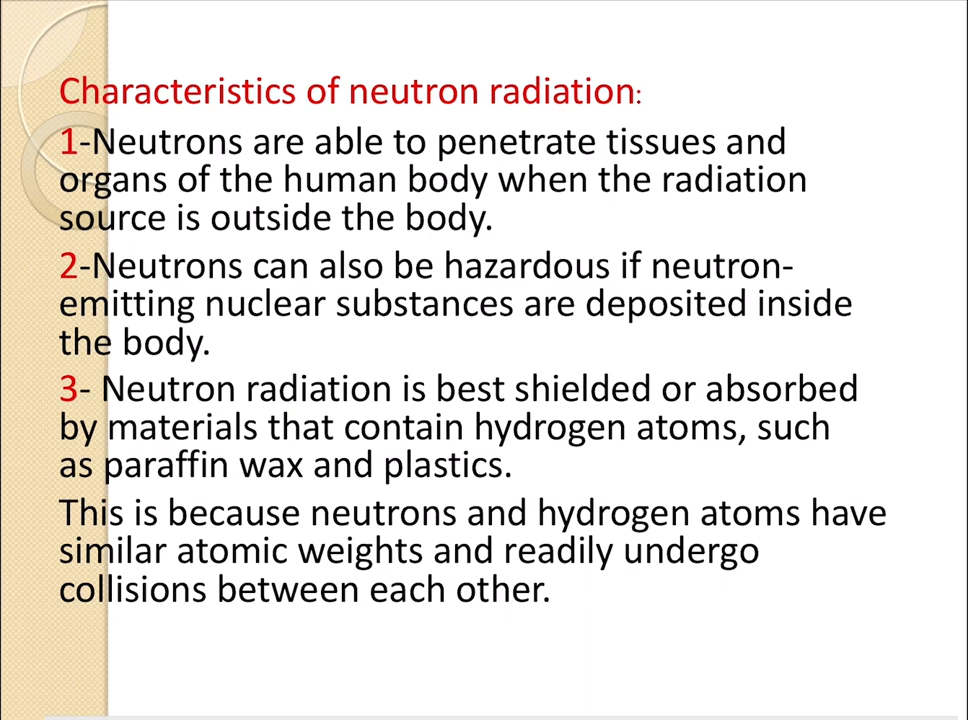 Characteristics of neutron radiation:
1-Neutrons are able to penetrate tissues and
organs of the human body when the radiation
source is outside the body.
2-Neutrons can also be hazardous if neutron-
emitting nuclear substances are deposited inside
the body.
3- Neutron radiation is best shielded or absorbed
by materials that contain hydrogen atoms, such
as paraffin wax and plastics.
This is because neutrons and hydrogen atoms have
similar atomic weights and readily undergo
collisions between each other.